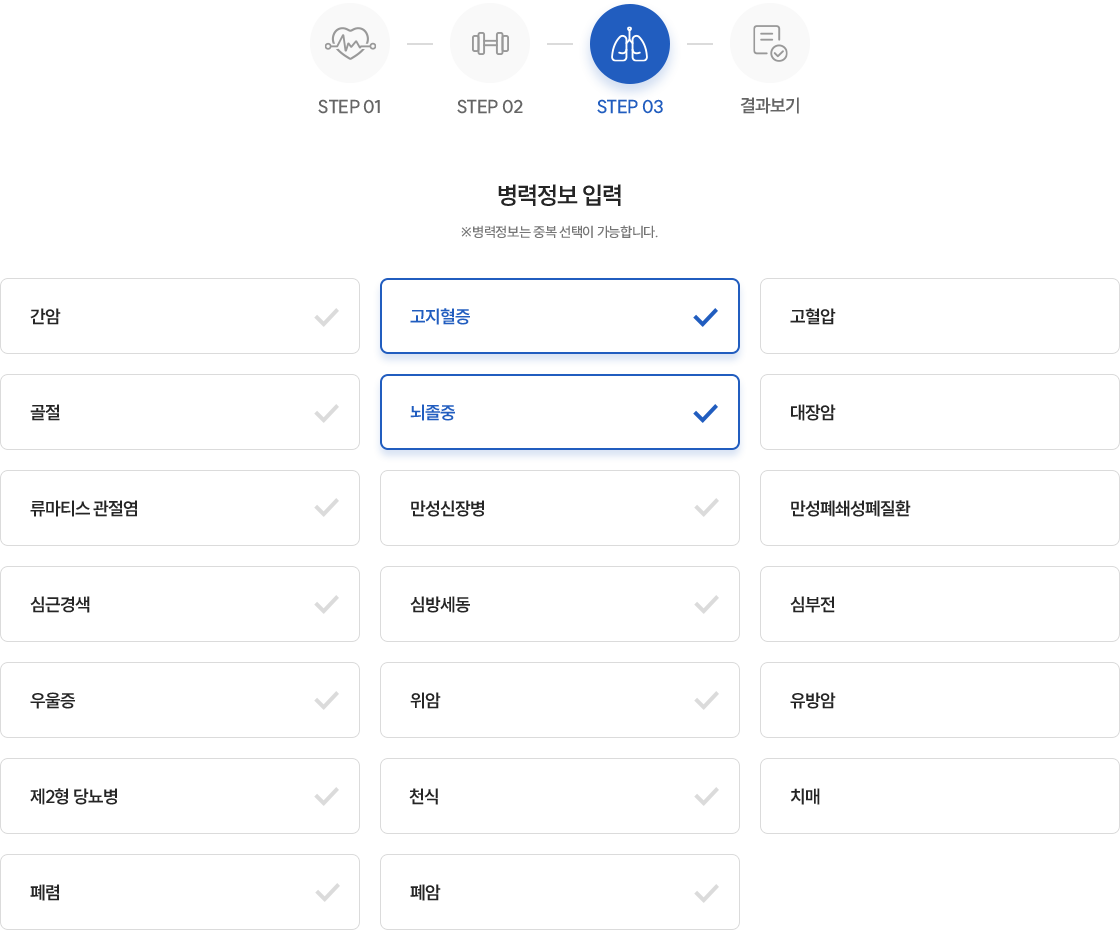 STEP 01 STEP 02 STEP 03 결과보기
병력정보 입력
※병력정보는 중복 선택이 가능합니다.
간암 고지혈증 고혈압
골절 뇌졸중 대장암
류마티스 관절염 만성신장병 만성폐쇄성폐질환
심근경색 심방세동 심부전
우울증 위암 유방암
제2형 당뇨병 천식 치매
폐렴 폐암